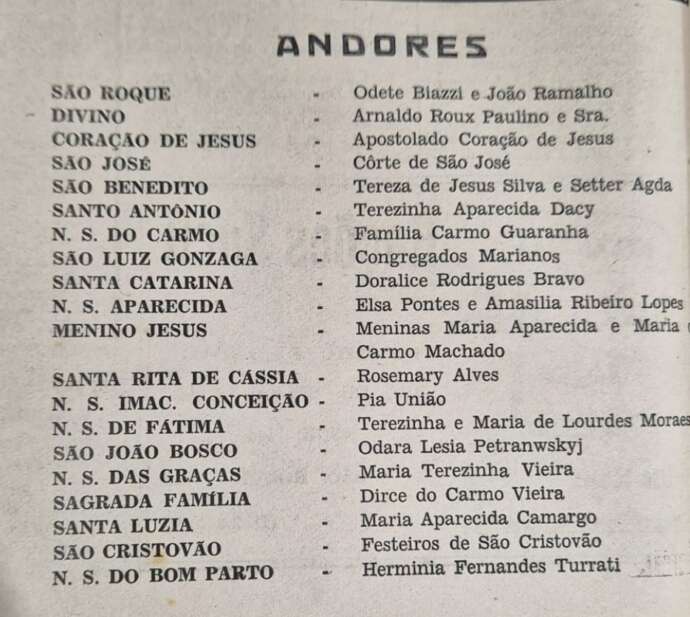 ANDORES
SÃO ROQUE - Odete Biazzi e João Ramalho
DIVINO - Arnaldo Roux Paulino e Sra.
CORAÇÃO DE JESUS - Apostolado Coração de Jesus
SÃO JOSÉ - Côrte de São José
SÃO BENEDITO - Tereza de Jesus Silva e Setter Agda
SANTO ANTÔNIO - Terezinha Aparecida Dacy
N. S. DO CARMO - Família Carmo Guaranha
SÃO LUIZ GONZAGA - Congregados Marianos
SANTA CATARINA - Doralice Rodrigues Bravo
N. S. APARECIDA - Elsa Pontes e Amasilia Ribeiro Lopes
MENINO JESUS - Meninas Maria Aparecida e Maria
Carmo Machado
SANTA RITA DE CÁSSIA - Rosemary Alves
N. S. IMAC. CONCEIÇÃO - Pia União
N. S. DE FÁTIMA - Terezinha e Maria de Lourdes Moraes
SÃO JOÃO BOSCO - Odara Lesia Petranwskyj
N. S. DAS GRAÇAS - Maria Terezinha Vieira
SAGRADA FAMÍLIA - Dirce do Carmo Vieira
SANTA LUZIA - Maria Aparecida Camargo
SÃO CRISTOVÃO - Festeiros de São Cristovão
N. S. DO BOM PARTO - Herminia Fernandes Turrati